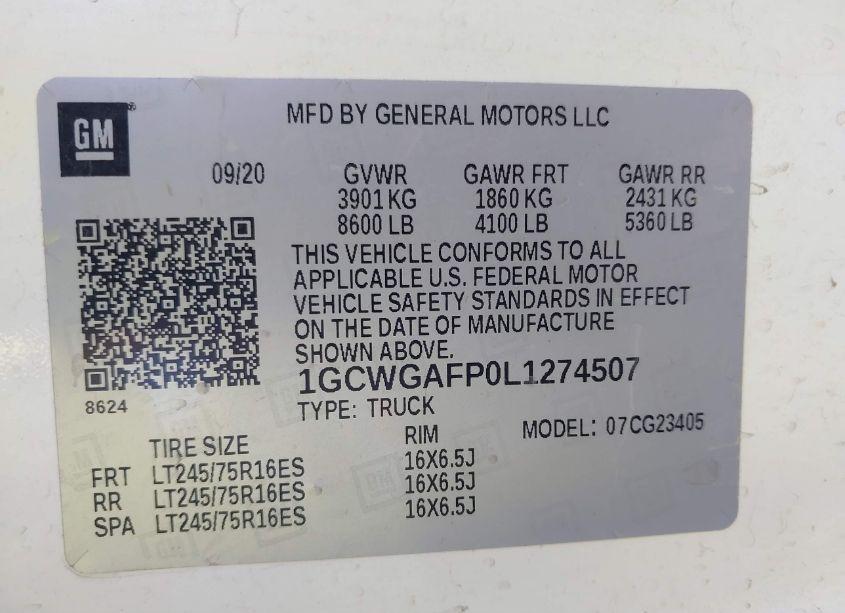 GM
MFD BY GENERAL MOTORS LLC
09/20 GVWR GAWR FRT GAWR RR
3901 KG 1860 KG 2431 KG
8600 LB 4100 LB 5360 LB
THIS VEHICLE CONFORMS TO ALL
APPLICABLE U.S. FEDERAL MOTOR
VEHICLE SAFETY STANDARDS IN EFFECT
ON THE DATE OF MANUFACTURE
SHOWN ABOVE.
1GCWGAFP0L1274507
8624
TYPE: TRUCK
MODEL: 07CG23405
TIRE SIZE RIM
FRT LT245/75R16ES 16X6.5J
RR LT245/75R16ES 16X6.5J
SPA LT245/75R16ES 16X6.5J